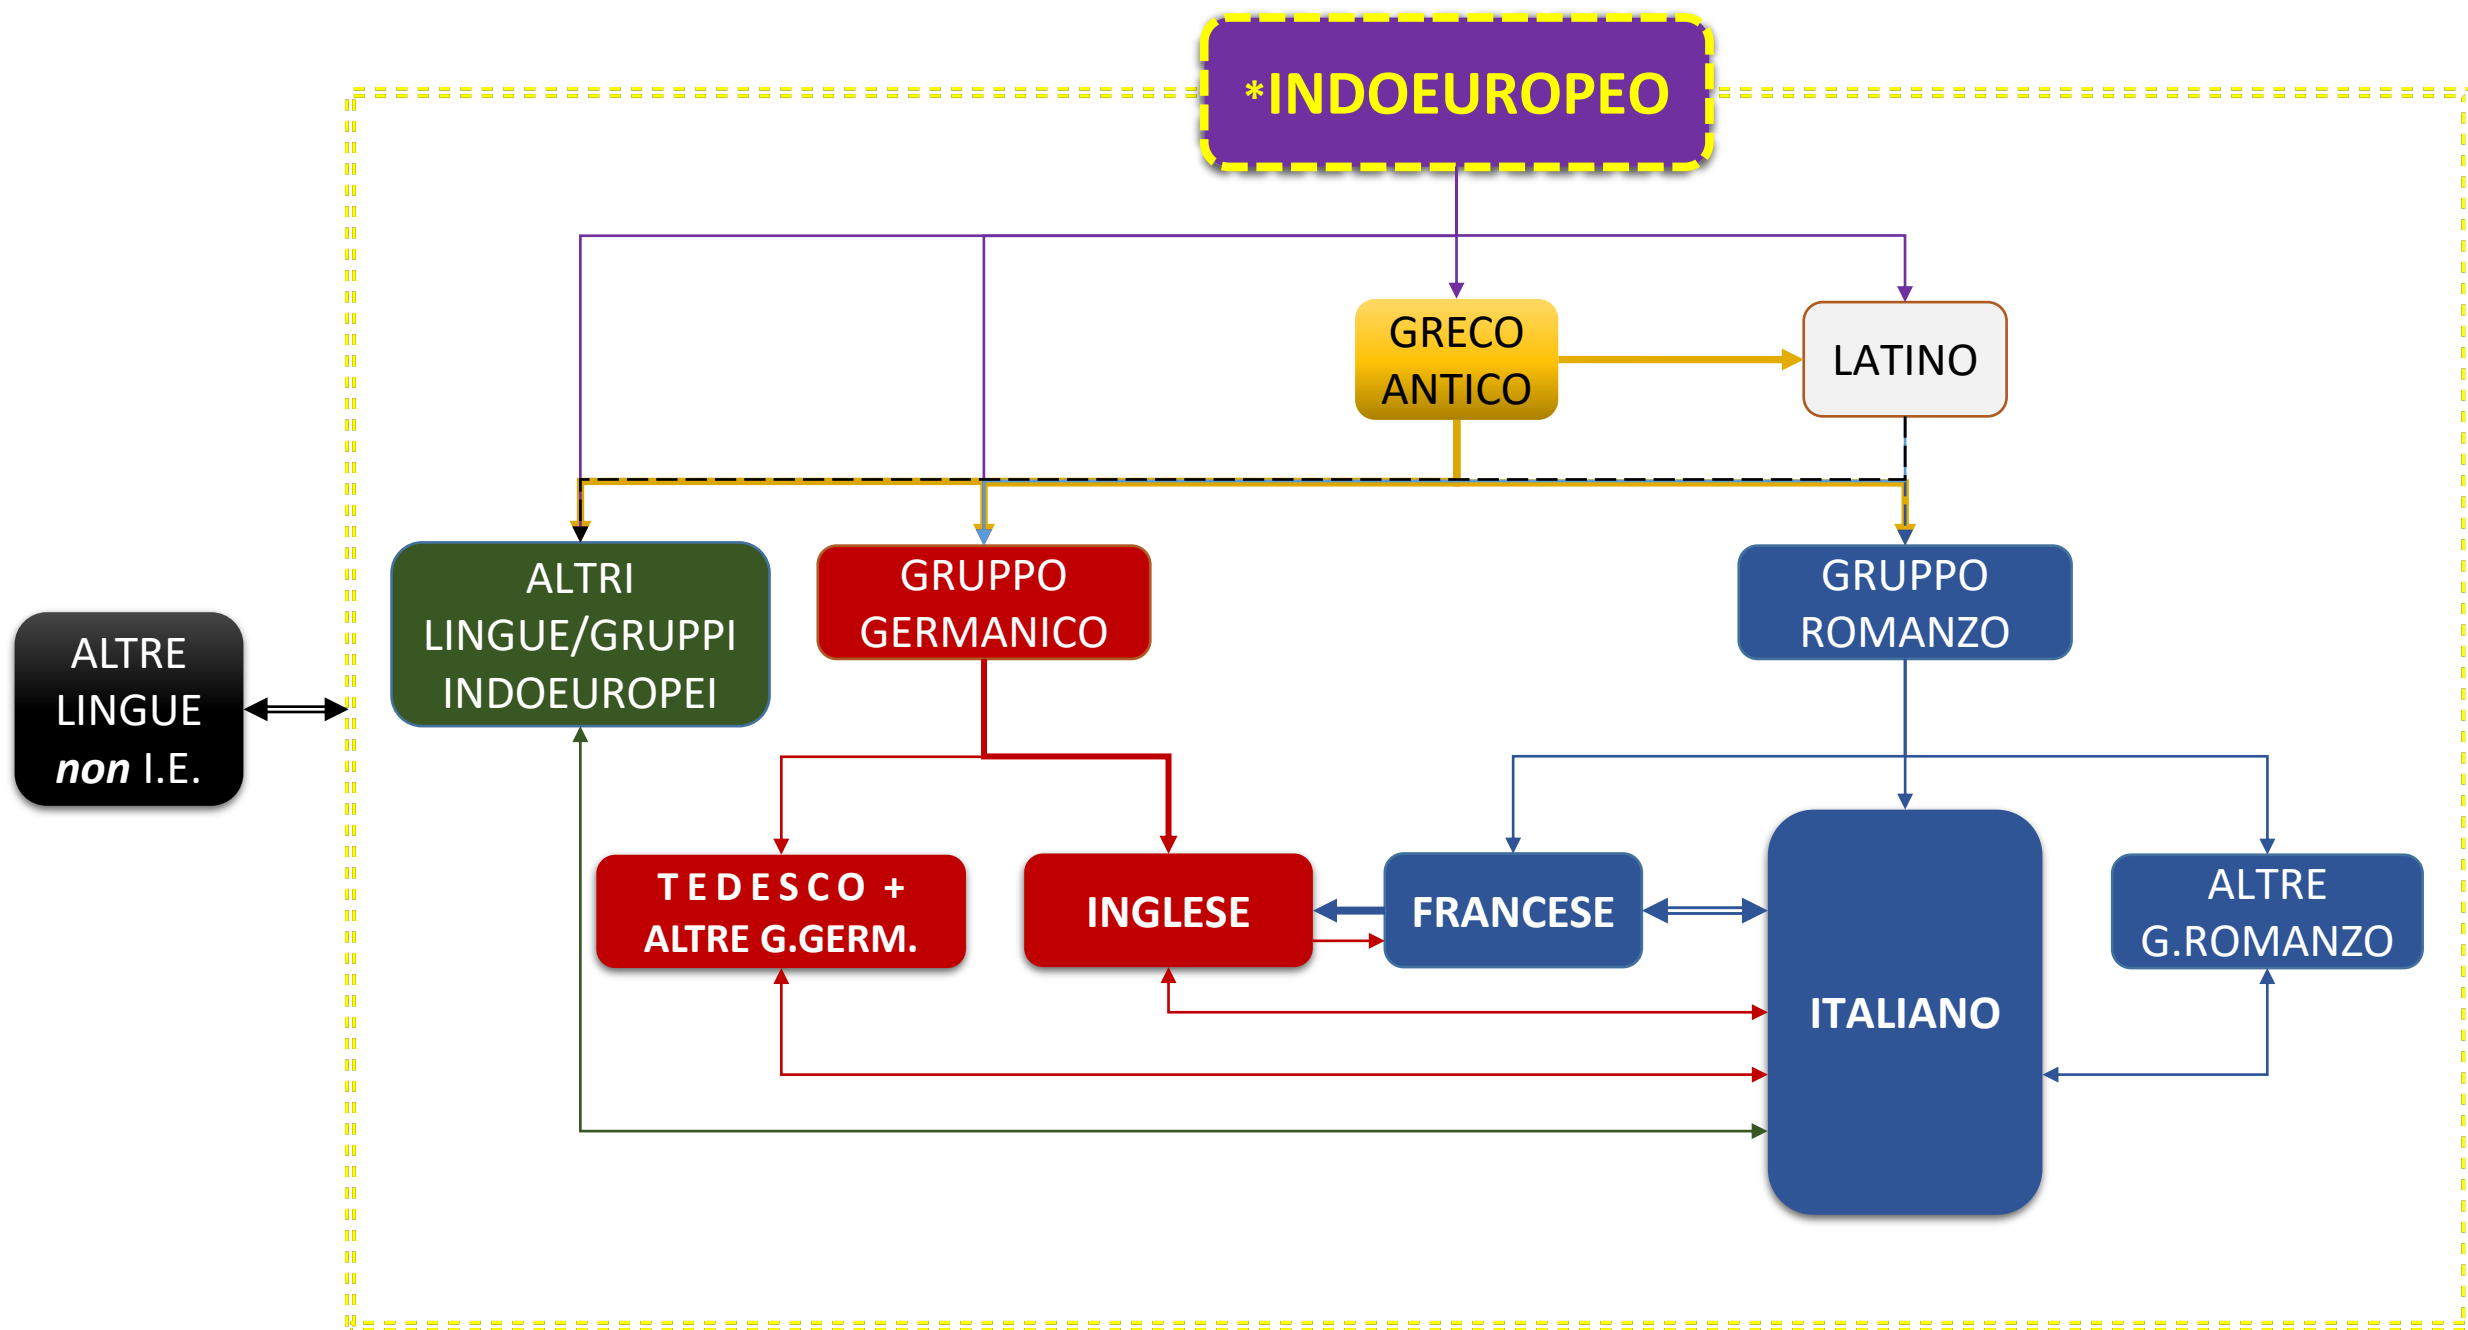 *INDOEUROPEO
GRECO
ANTICO
LATINO
ALTRI
LINGUE/GRUPPI
INDOEUROPEI
GRUPPO
GERMANICO
GRUPPO
ROMANZO
ALTRE
LINGUE
non I.E.
TEDESCO +
ALTRE G.GERM.
INGLESE
FRANCESE
ITALIANO
ALTRE
G.ROMANZO